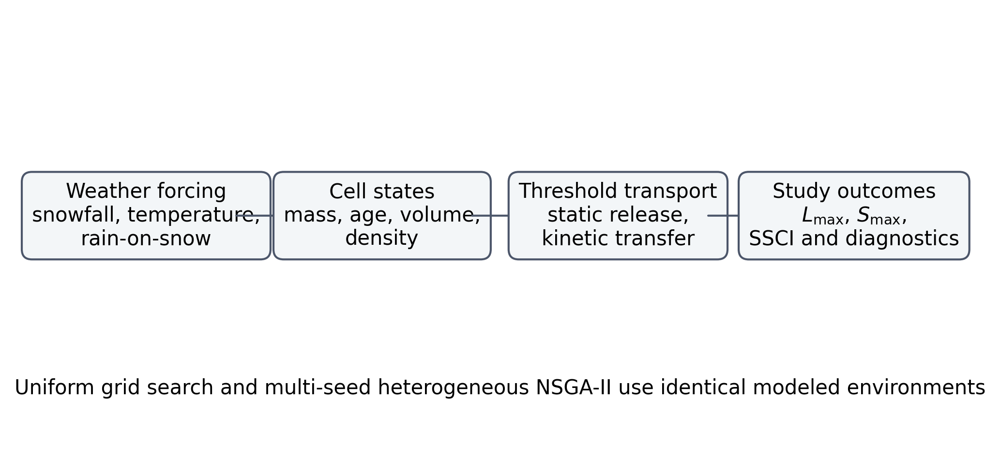 Weather forcing
snowfall, temperature,
rain-on-snow
Cell states
mass, age, volume,
density
Threshold transport
static release,
kinetic transfer
Study outcomes
Lmax, Smax,
SSCI and diagnostics
Uniform grid search and multi-seed heterogeneous NSGA-II use identical modeled environments